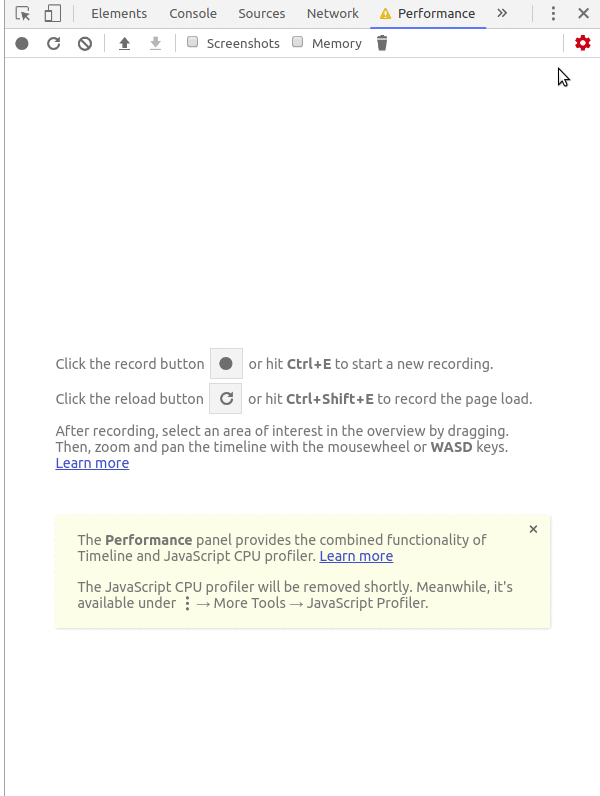 Elements Console Sources Network Performance
Screenshots Memory
Click the record button or hit Ctrl+E to start a new recording.
Click the reload button or hit Ctrl+Shift+E to record the page load.
After recording, select an area of interest in the overview by dragging.
Then, zoom and pan the timeline with the mousewheel or WASD keys.
Learn more
The Performance panel provides the combined functionality of
Timeline and JavaScript CPU profiler. Learn more
The JavaScript CPU profiler will be removed shortly. Meanwhile, it's
available under ⋮ → More Tools → JavaScript Profiler.